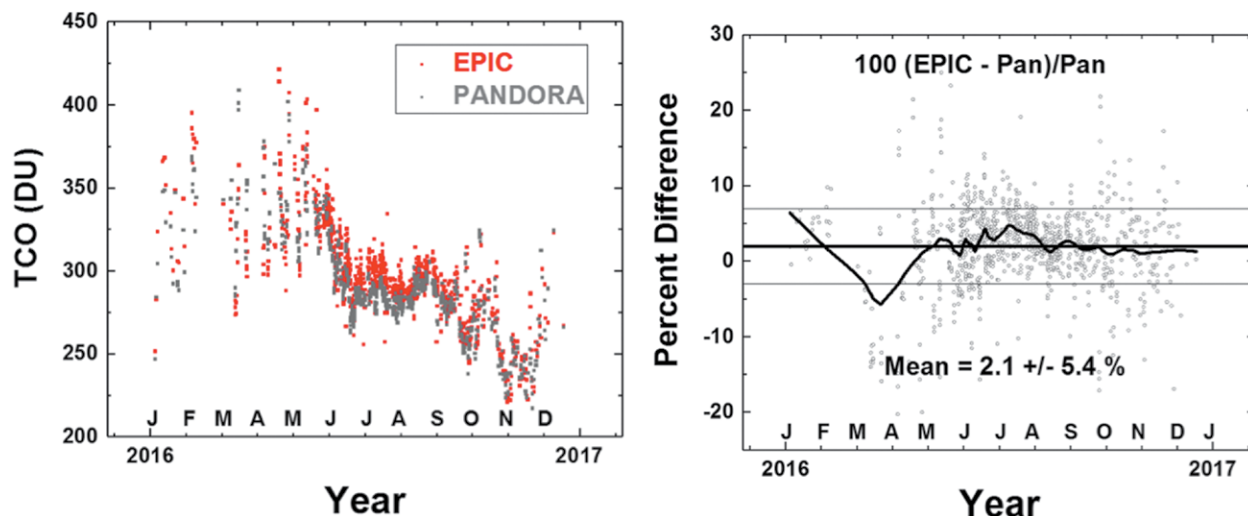 450
400
350
300
250
200
TCO (DU)
EPIC
PANDORA
J F M A M J J A S O N D
2016 2017
Year
30
20
10
0
-10
-20
Percent Difference
100 (EPIC - Pan)/Pan
Mean = 2.1 +/- 5.4 %
J F M A M J J A S O N D J
2016 2017
Year